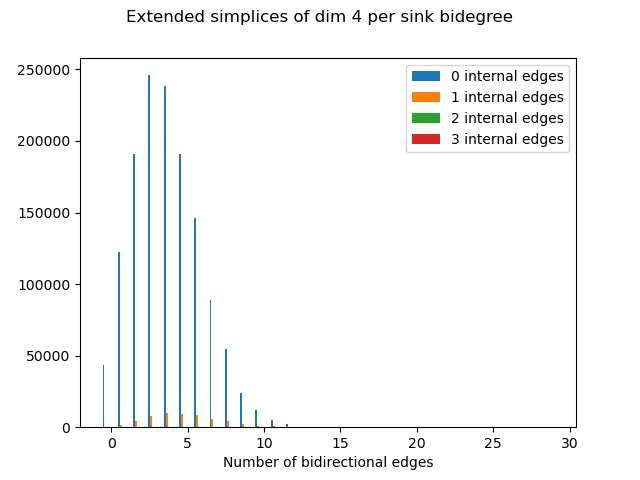 Extended simplices of dim 4 per sink bidegree
250000
200000
150000
100000
50000
0
0 internal edges
1 internal edges
2 internal edges
3 internal edges
0 5 10 15 20 25 30
Number of bidirectional edges